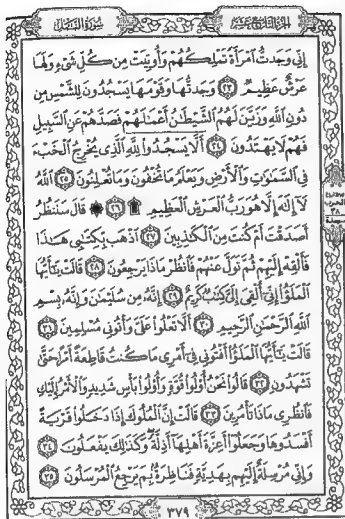 الجزء التاسع عشر
سورة النمل
إِنِّي وَجَدتُّ ٱمْرَأَةً تَمْلِكُهُمْ وَأُوتِيَتْ مِن كُلِّ شَىْءٍ وَلَهَا
عَرْشٌ عَظِيمٌ ٢٣ وَجَدتُّهَا وَقَوْمَهَا يَسْجُدُونَ لِلشَّمْسِ مِن
دُونِ ٱللَّهِ وَزَيَّنَ لَهُمُ ٱلشَّيْطَٰنُ أَعْمَٰلَهُمْ فَصَدَّهُمْ عَنِ ٱلسَّبِيلِ
فَهُمْ لَا يَهْتَدُونَ ٢٤ أَلَّا يَسْجُدُوا۟ لِلَّهِ ٱلَّذِى يُخْرِجُ ٱلْخَبْءَ
فِى ٱلسَّمَٰوَٰتِ وَٱلْأَرْضِ وَيَعْلَمُ مَا تُخْفُونَ وَمَا تُعْلِنُونَ ٢٥ ٱللَّهُ
لَآ إِلَٰهَ إِلَّا هُوَ رَبُّ ٱلْعَرْشِ ٱلْعَظِيمِ ۩ ٢٦ ۞ قَالَ سَنَنظُرُ
أَصَدَقْتَ أَمْ كُنتَ مِنَ ٱلْكَٰذِبِينَ ٢٧ ٱذْهَب بِّكِتَٰبِى هَٰذَا
فَأَلْقِهْ إِلَيْهِمْ ثُمَّ تَوَلَّ عَنْهُمْ فَٱنظُرْ مَاذَا يَرْجِعُونَ ٢٨ قَالَتْ يَٰٓأَيُّهَا
ٱلْمَلَؤُا۟ إِنِّىٓ أُلْقِىَ إِلَىَّ كِتَٰبٌ كَرِيمٌ ٢٩ إِنَّهُۥ مِن سُلَيْمَٰنَ وَإِنَّهُۥ بِسْمِ
ٱللَّهِ ٱلرَّحْمَٰنِ ٱلرَّحِيمِ ٣٠ أَلَّا تَعْلُوا۟ عَلَىَّ وَأْتُونِى مُسْلِمِينَ ٣١
قَالَتْ يَٰٓأَيُّهَا ٱلْمَلَؤُا۟ أَفْتُونِى فِىٓ أَمْرِى مَا كُنتُ قَاطِعَةً أَمْرًا حَتَّىٰ
تَشْهَدُونِ ٣٢ قَالُوا۟ نَحْنُ أُو۟لُوا۟ قُوَّةٍ وَأُو۟لُوا۟ بَأْسٍ شَدِيدٍ وَٱلْأَمْرُ إِلَيْكِ
فَٱنظُرِى مَاذَا تَأْمُرِينَ ٣٣ قَالَتْ إِنَّ ٱلْمُلُوكَ إِذَا دَخَلُوا۟ قَرْيَةً
أَفْسَدُوهَا وَجَعَلُوٓا۟ أَعِزَّةَ أَهْلِهَآ أَذِلَّةً وَكَذَٰلِكَ يَفْعَلُونَ ٣٤
وَإِنِّى مُرْسِلَةٌ إِلَيْهِم بِهَدِيَّةٍ فَنَاظِرَةٌۢ بِمَ يَرْجِعُ ٱلْمُرْسَلُونَ ٣٥
الحزب
٣٨
سجدة
٣٧٩